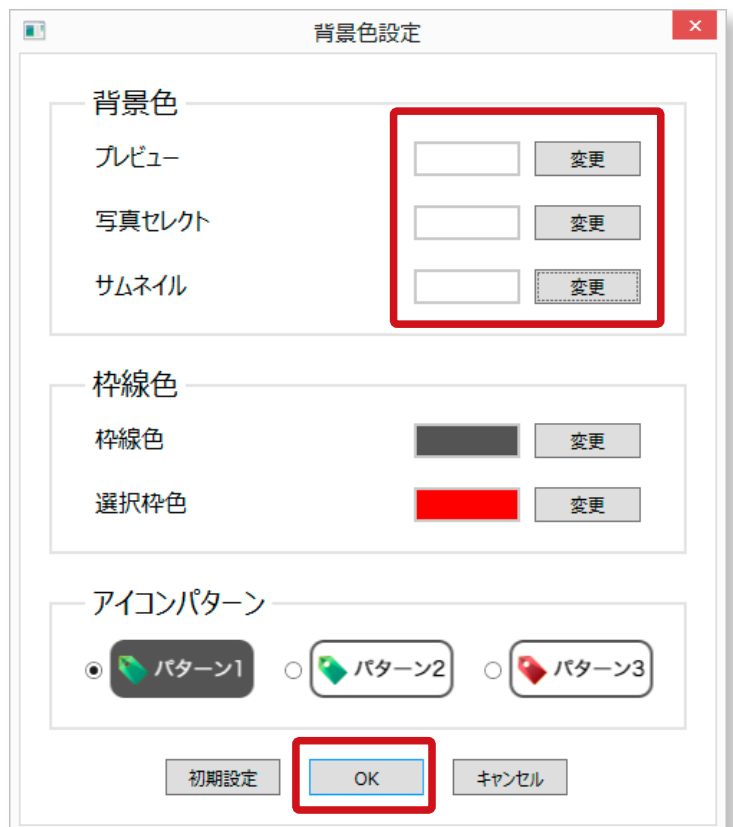 背景色設定
背景色
プレビュー 変更
写真セレクト 変更
サムネイル 変更
枠線色
枠線色 変更
選択枠色 変更
アイコンパターン
パターン1 パターン2 パターン3
初期設定 OK キャンセル